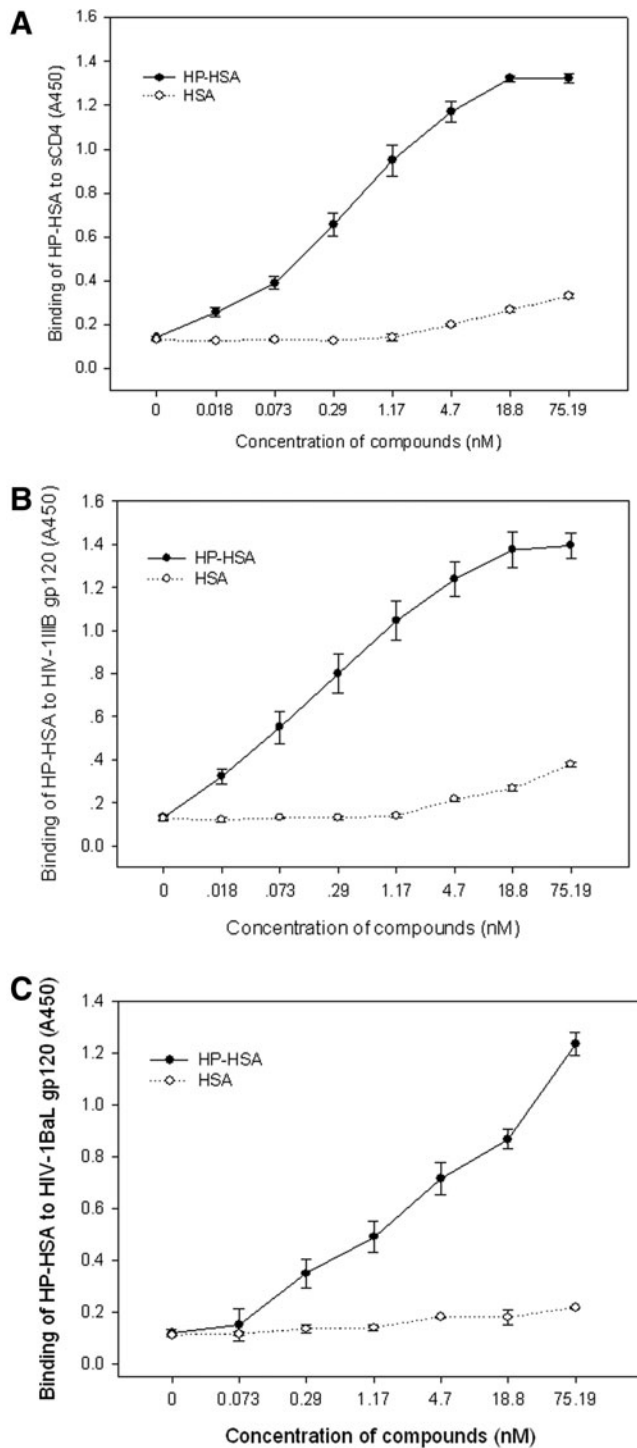 A
Binding of HP-HSA to sCD4 (A450)
1.6
1.4
1.2
1.0
0.8
0.6
0.4
0.2
0.0
HP-HSA
HSA
0 0.018 0.073 0.29 1.17 4.7 18.8 75.19
Concentration of compounds (nM)
B
Binding of HP-HSA to HIV-1IIIB gp120 (A450)
1.6
1.4
1.2
1.0
.8
.6
.4
.2
0.0
HP-HSA
HSA
0 .018 .073 .29 1.17 4.7 18.8 75.19
Concentration of compounds (nM)
C
Binding of HP-HSA to HIV-1BaL gp120 (A450)
1.4
1.2
1.0
0.8
0.6
0.4
0.2
0.0
HP-HSA
HSA
0 0.073 0.29 1.17 4.7 18.8 75.19
Concentration of compounds (nM)